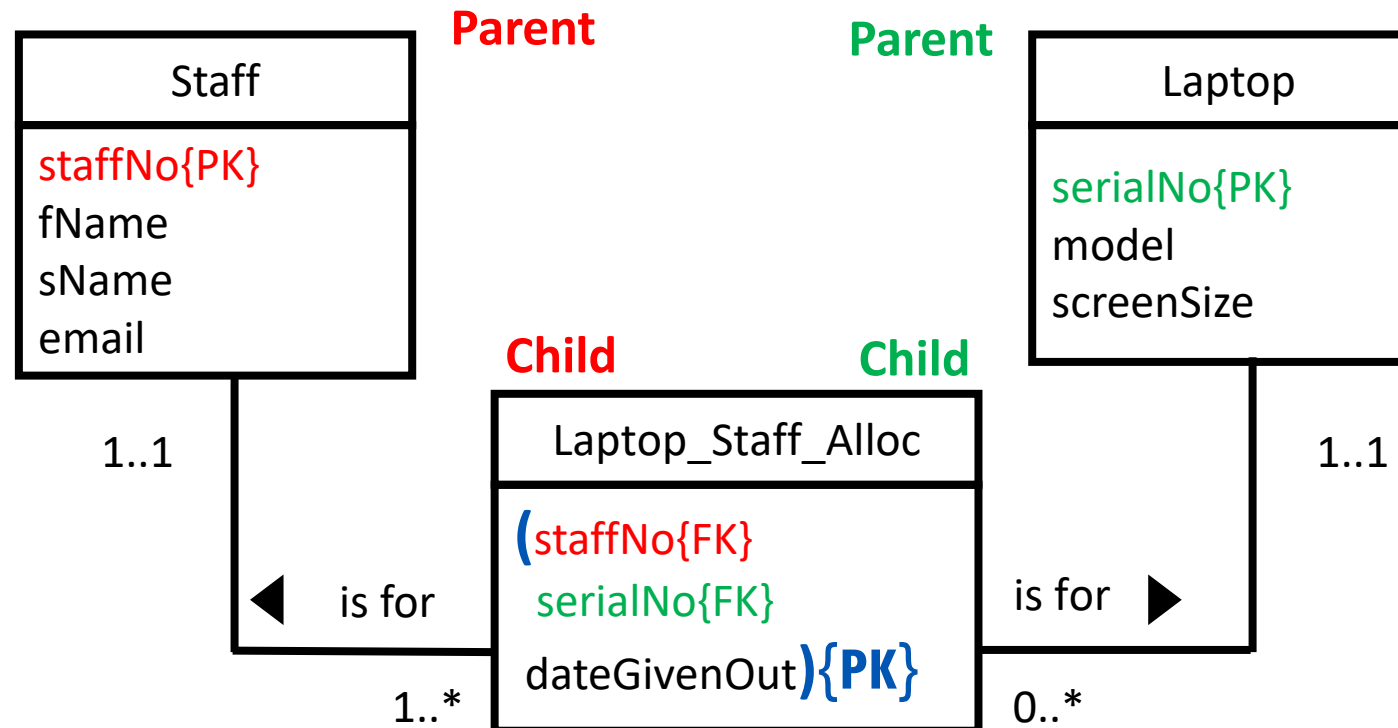 Parent
Parent
Staff
staffNo{PK}
fName
sName
email
Laptop
serialNo{PK}
model
screenSize
Child
Child
Laptop_Staff_Alloc
(staffNo{FK}
serialNo{FK}
dateGivenOut){PK}
1..1
is for
1..*
1..1
is for
0..*